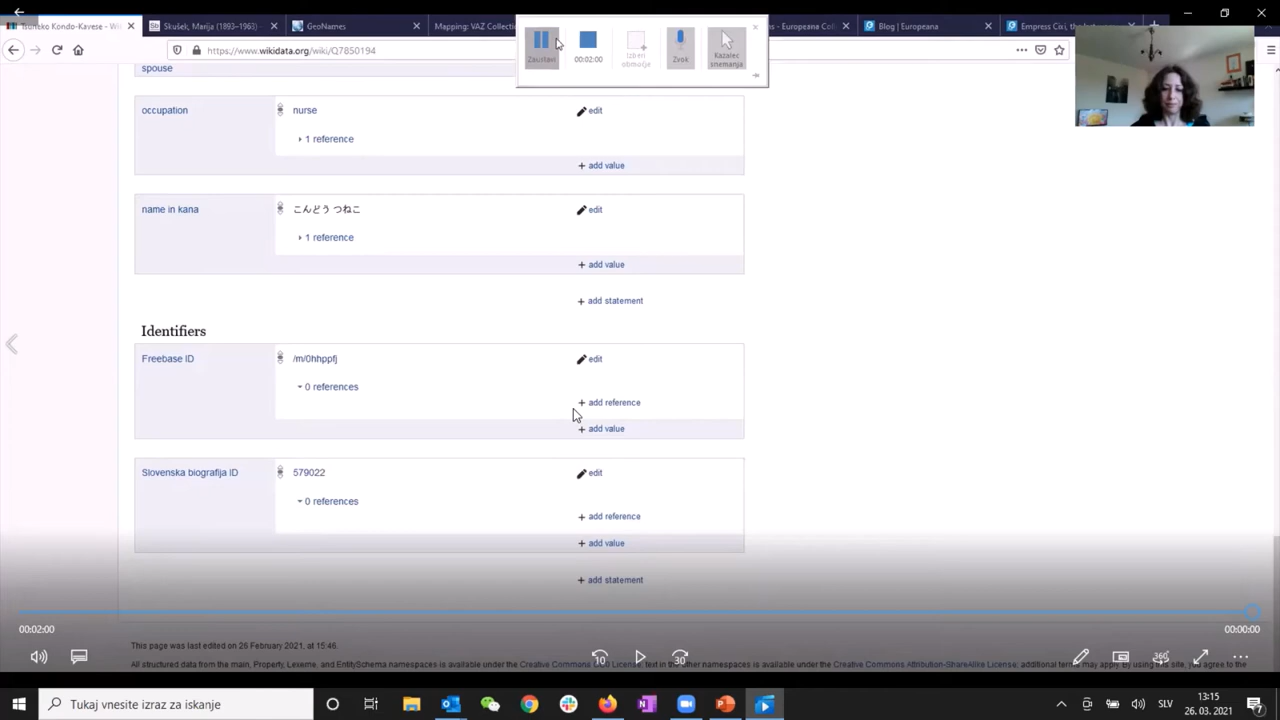 Tsuneko Kondo-Kavese - Wi
Skušek, Marija (1893–1963) -
GeoNames
Mapping: VAZ Collection
ns - Europeana Coll
Blog | Europeana
Empress Cixi, the last
https://www.wikidata.org/wiki/Q7850194
Zaustavi
00:02:00
Izberi območje
Zvok
Kazalec snemanja
spouse
occupation
nurse
edit
1 reference
+ add value
name in kana
こんどう つねこ
edit
1 reference
+ add value
+ add statement
Identifiers
Freebase ID
/m/0hhppfj
edit
0 references
+ add reference
+ add value
Slovenska biografija ID
579022
edit
0 references
+ add reference
+ add value
+ add statement
00:02:00
00:00:00
This page was last edited on 26 February 2021, at 15:46.
All structured data from the main, Property, Lexeme, and EntitySchema namespaces is available under the Creative Commons CC0 License; text in the other namespaces is available under the Creative Commons Attribution-ShareAlike License; additional terms may apply. By using this site, you agree to the
10
30
Tukaj vnesite izraz za iskanje
13:15
26. 03. 2021